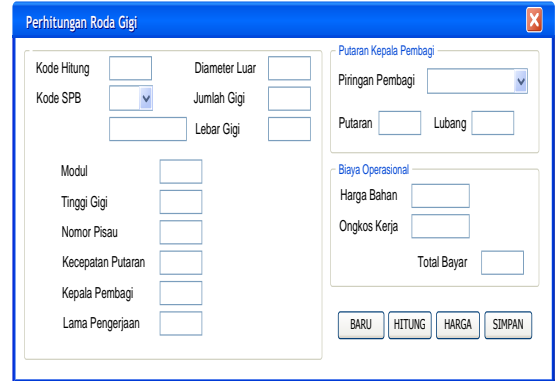 Perhitungan Roda Gigi
Kode Hitung
Diameter Luar
Kode SPB
Jumlah Gigi
Lebar Gigi
Modul
Tinggi Gigi
Nomor Pisau
Kecepatan Putaran
Kepala Pembagi
Lama Pengerjaan
Putaran Kepala Pembagi
Piringan Pembagi
Putaran
Lubang
Biaya Operasional
Harga Bahan
Ongkos Kerja
Total Bayar
BARU
HITUNG
HARGA
SIMPAN